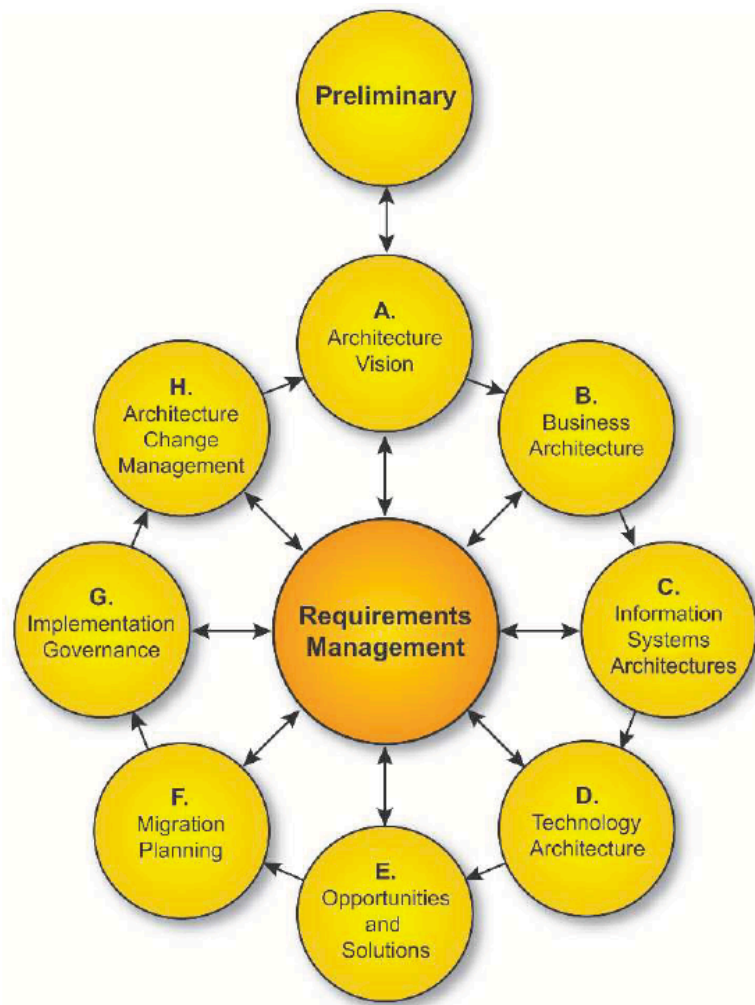 Preliminary
A.
Architecture
Vision
B.
Business
Architecture
C.
Information
Systems
Architectures
D.
Technology
Architecture
E.
Opportunities
and
Solutions
F.
Migration
Planning
G.
Implementation
Governance
H.
Architecture
Change
Management
Requirements
Management